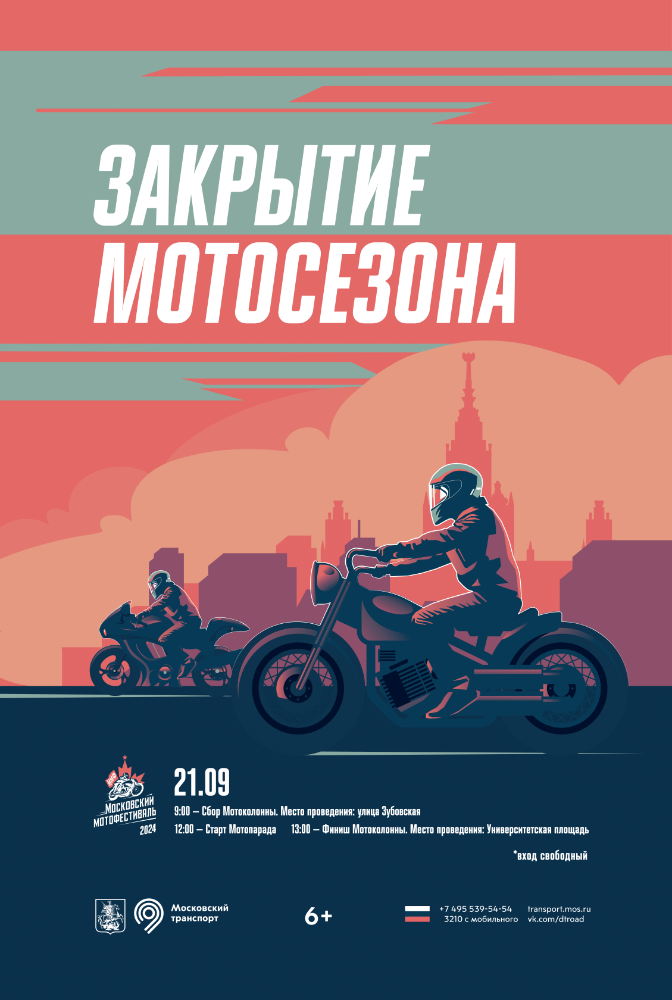 ЗАКРЫТИЕ
МОТОСЕЗОНА
ММФ
Московский
мотофестиваль
2024
21.09
9:00 – Сбор Мотоколонны. Место проведения: улица Зубовская
12:00 – Старт Мотопарада 13:00 – Финиш Мотоколонны. Место проведения: Университетская площадь
*вход свободный
Московский
транспорт
6+
+7 495 539-54-54
3210 с мобильного
transport.mos.ru
vk.com/dtroad